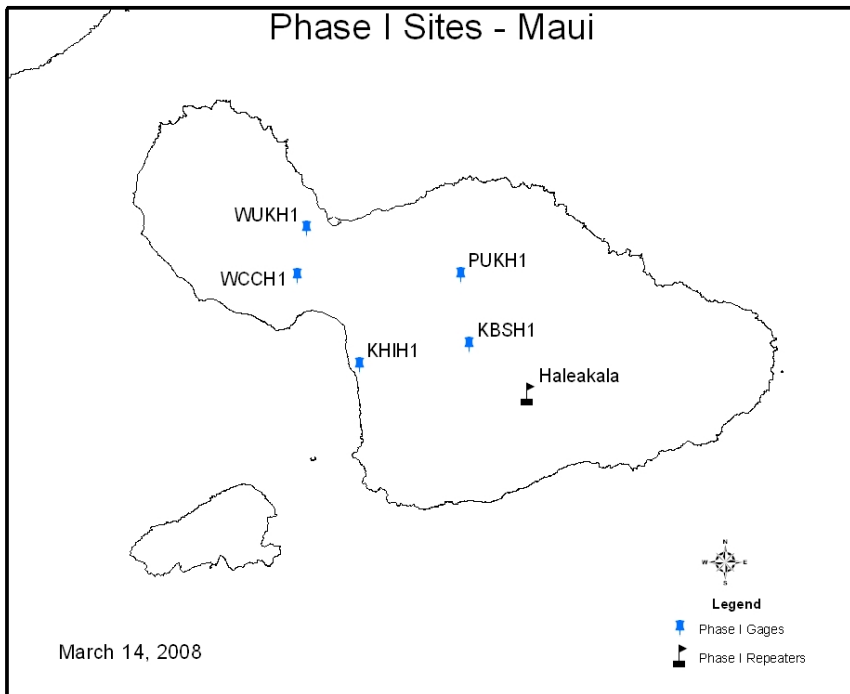 Phase I Sites - Maui
WUKH1
WCCH1
PUKH1
KBSH1
KHIH1
Haleakala
N
W E
S
Legend
Phase I Gages
Phase I Repeaters
March 14, 2008